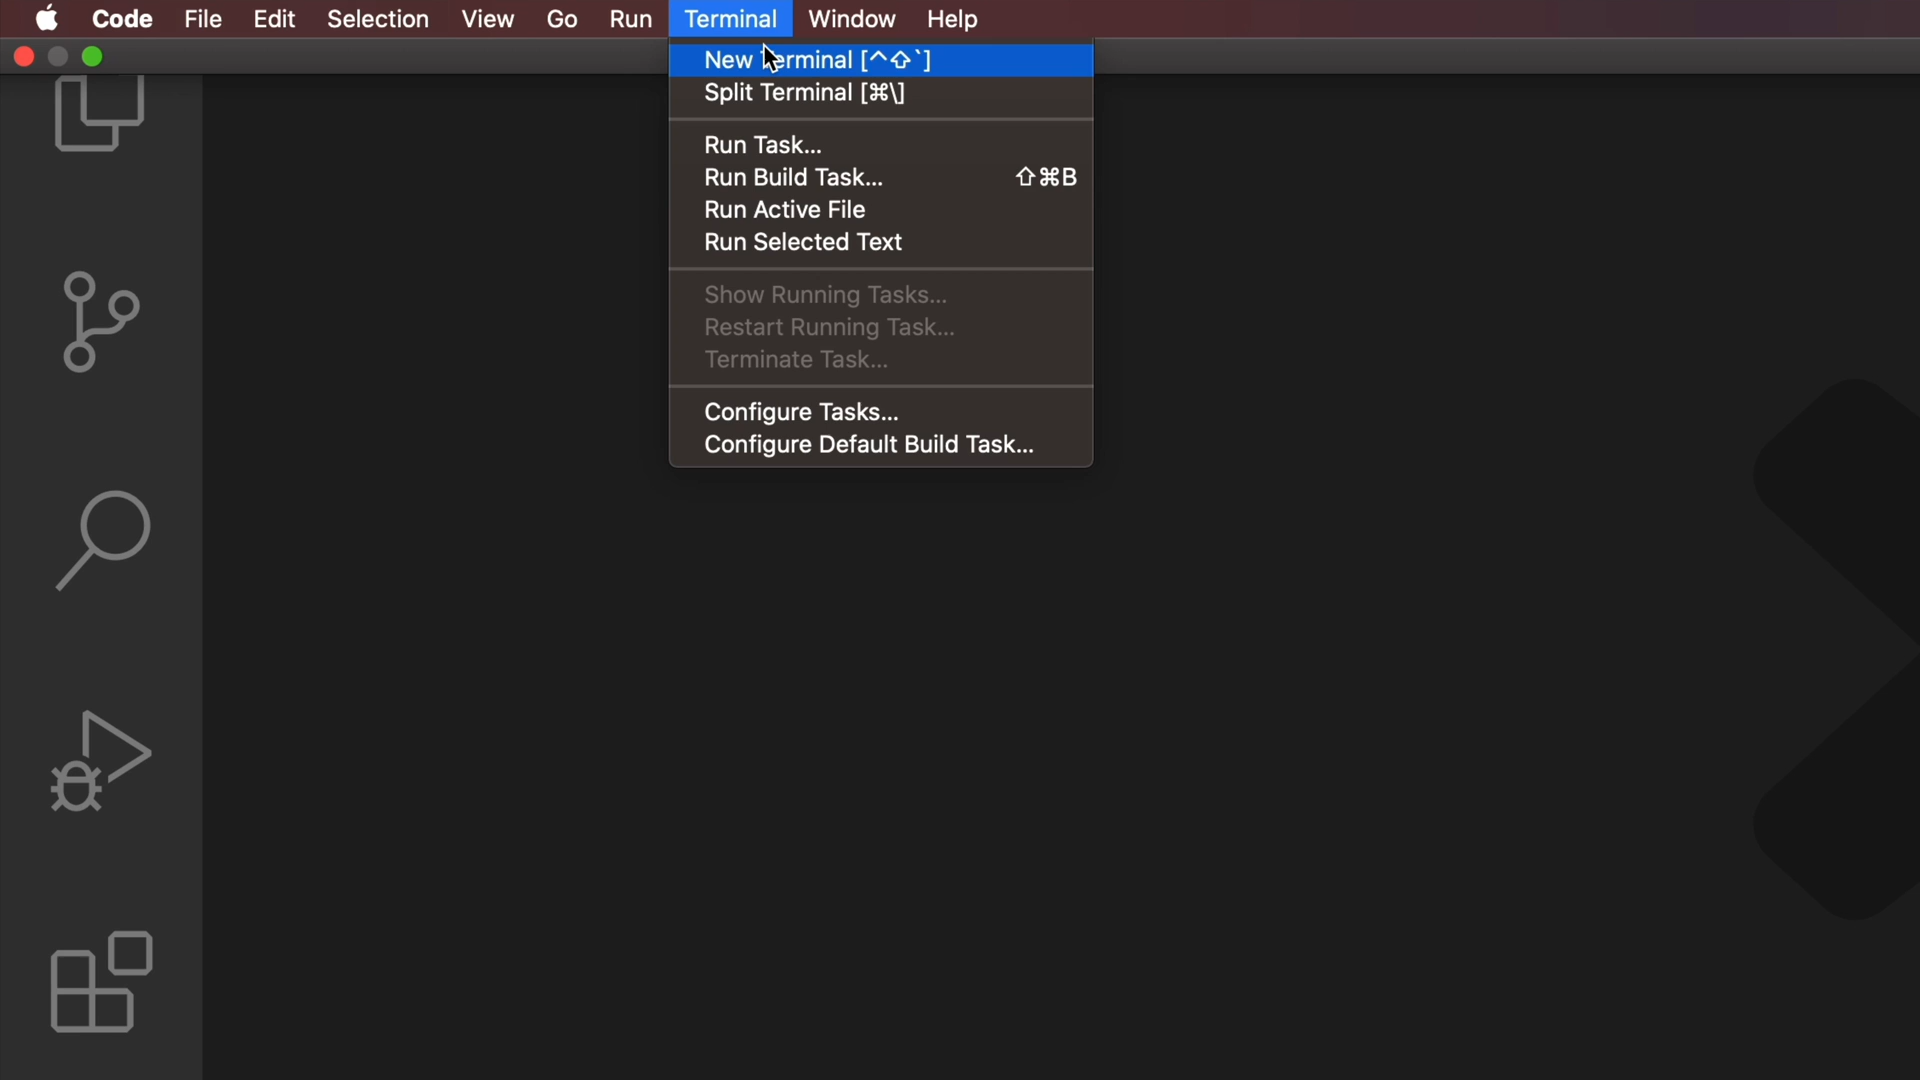 Code File Edit Selection View Go Run Terminal Window Help
New Terminal [^⇧`]
Split Terminal [⌘\]
Run Task...
Run Build Task... ⇧⌘B
Run Active File
Run Selected Text
Show Running Tasks...
Restart Running Task...
Terminate Task...
Configure Tasks...
Configure Default Build Task...